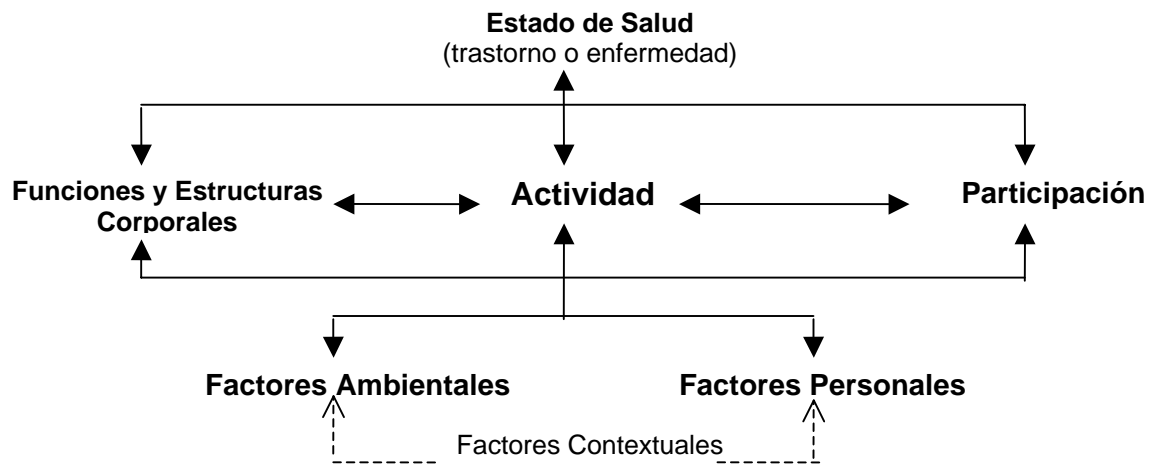 Estado de Salud
(trastorno o enfermedad)
Funciones y Estructuras
Corporales
Actividad
Participación
Factores Ambientales
Factores Personales
Factores Contextuales